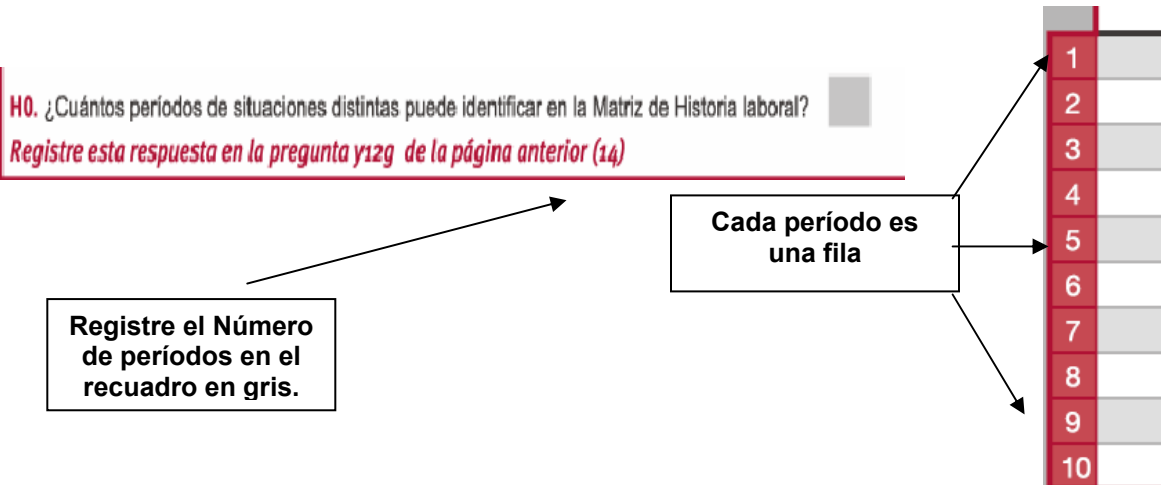 H0. ¿Cuántos períodos de situaciones distintas puede identificar en la Matriz de Historia laboral?
Registre esta respuesta en la pregunta y12g de la página anterior (14)
Cada período es
una fila
Registre el Número
de períodos en el
recuadro en gris.
1
2
3
4
5
6
7
8
9
10